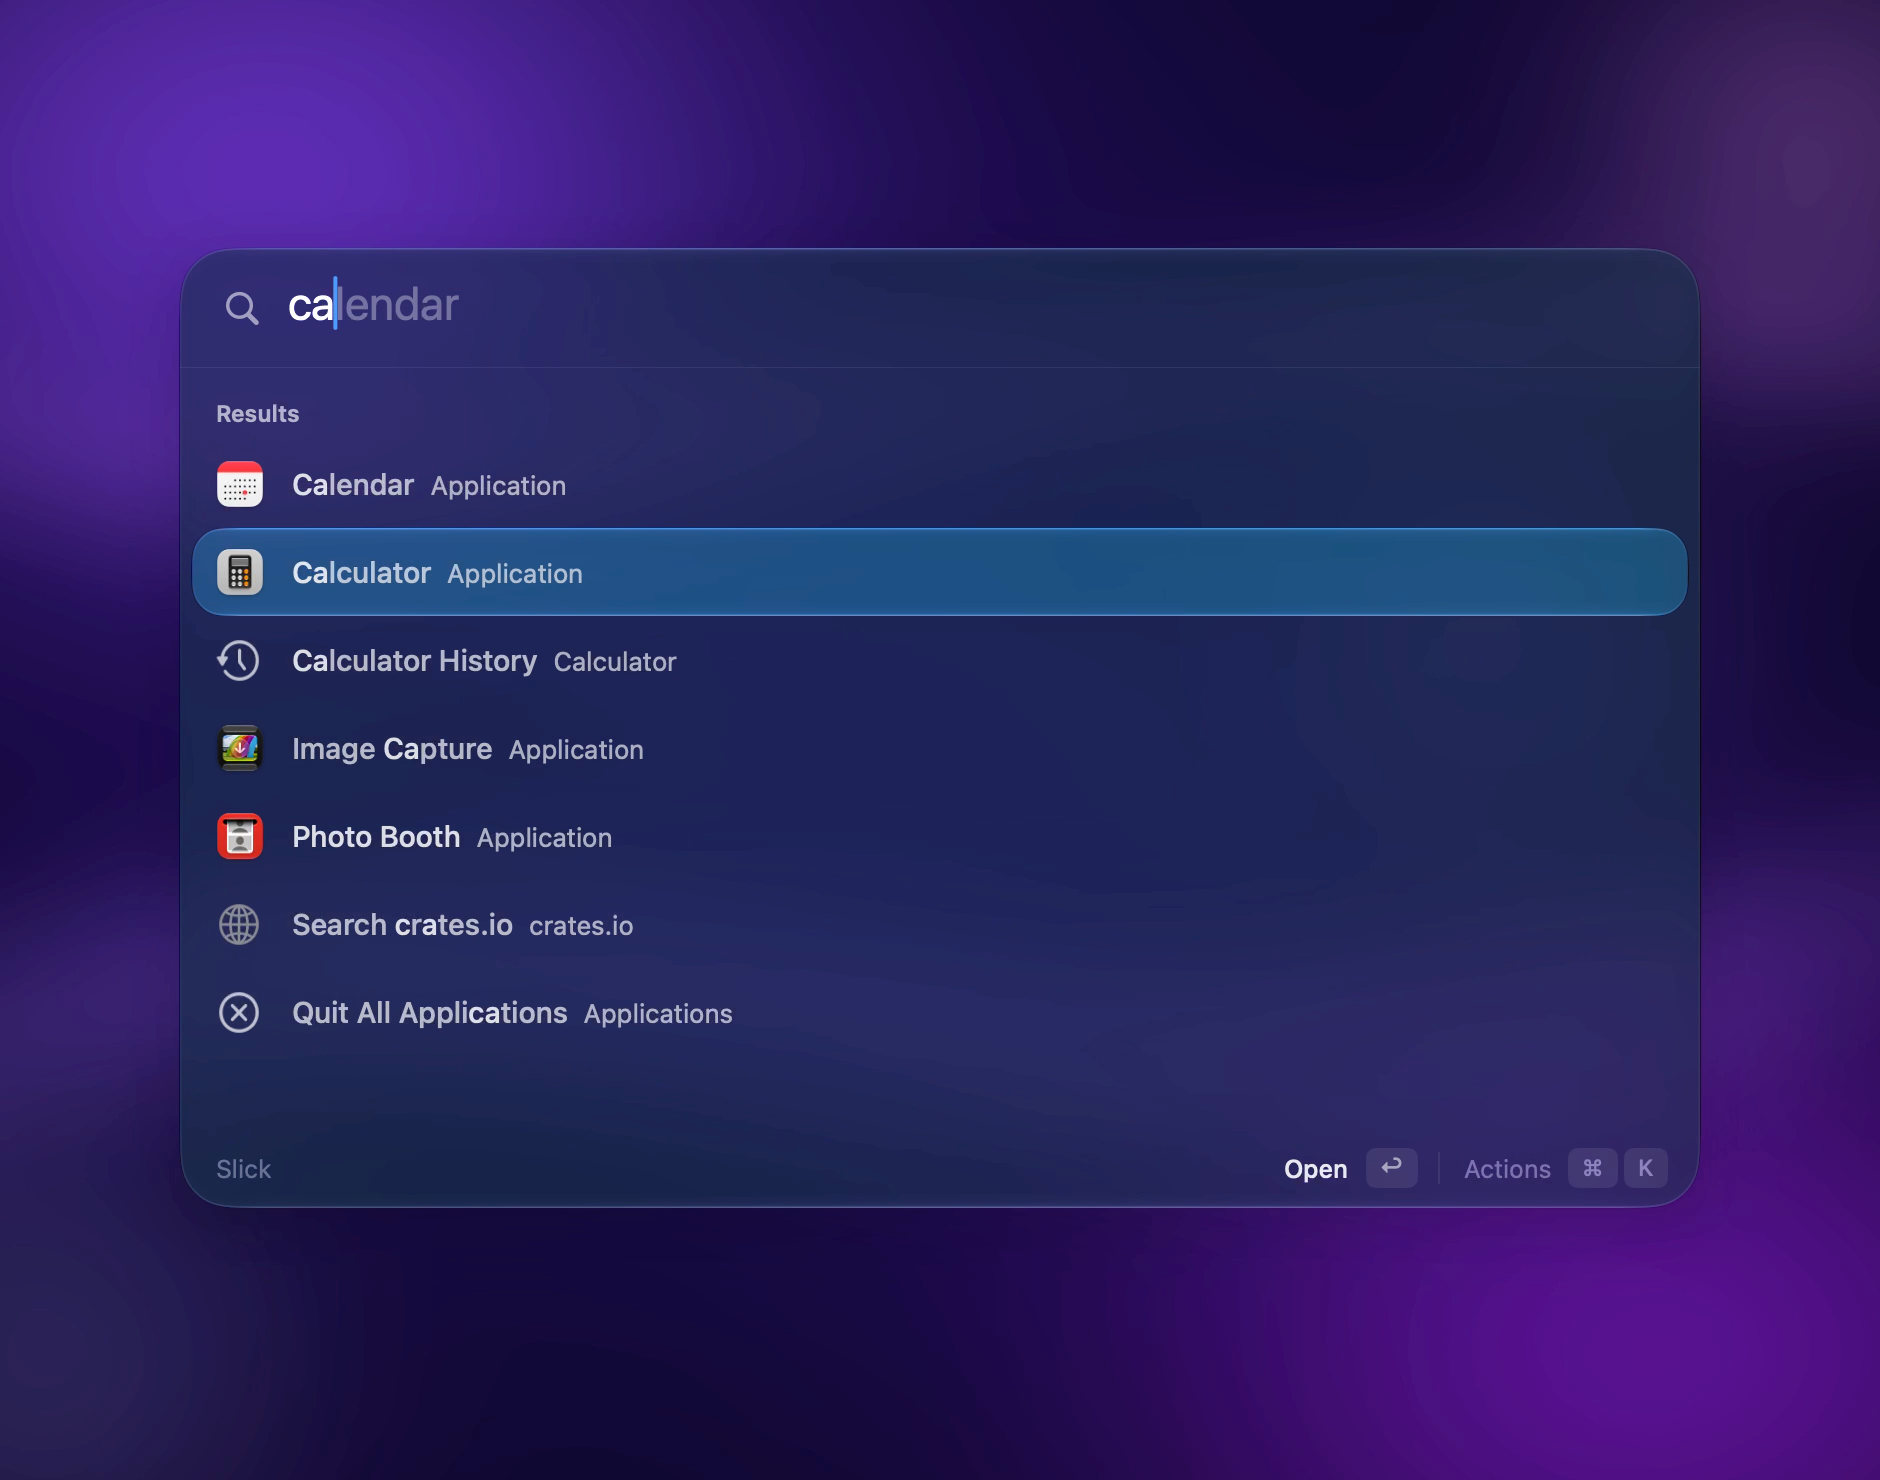 calendar
Results
Calendar Application
Calculator Application
Calculator History Calculator
Image Capture Application
Photo Booth Application
Search crates.io crates.io
Quit All Applications Applications
Slick Open ↩ Actions ⌘ K